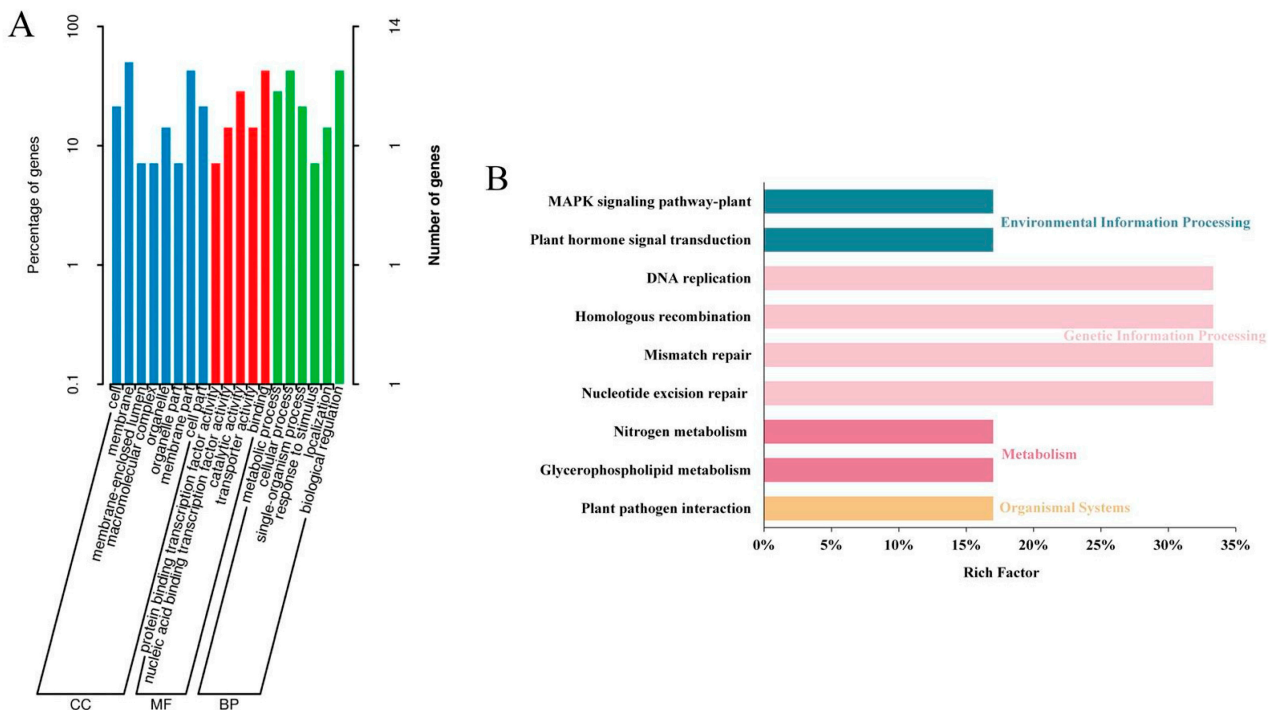 A
Percentage of genes
100
10
1
0.1
14
1
1
1
Number of genes
cell
membrane
membrane-enclosed lumen
macromolecular complex
organelle
organelle part
membrane part
cell part
protein binding transcription factor activity
nucleic acid binding transcription factor activity
catalytic activity
transporter activity
binding
metabolic process
cellular process
single-organism process
response to stimulus
localization
biological regulation
CC
MF
BP
B
MAPK signaling pathway-plant
Plant hormone signal transduction
DNA replication
Homologous recombination
Mismatch repair
Nucleotide excision repair
Nitrogen metabolism
Glycerophospholipid metabolism
Plant pathogen interaction
Environmental Information Processing
Genetic Information Processing
Metabolism
Organismal Systems
0% 5% 10% 15% 20% 25% 30% 35%
Rich Factor